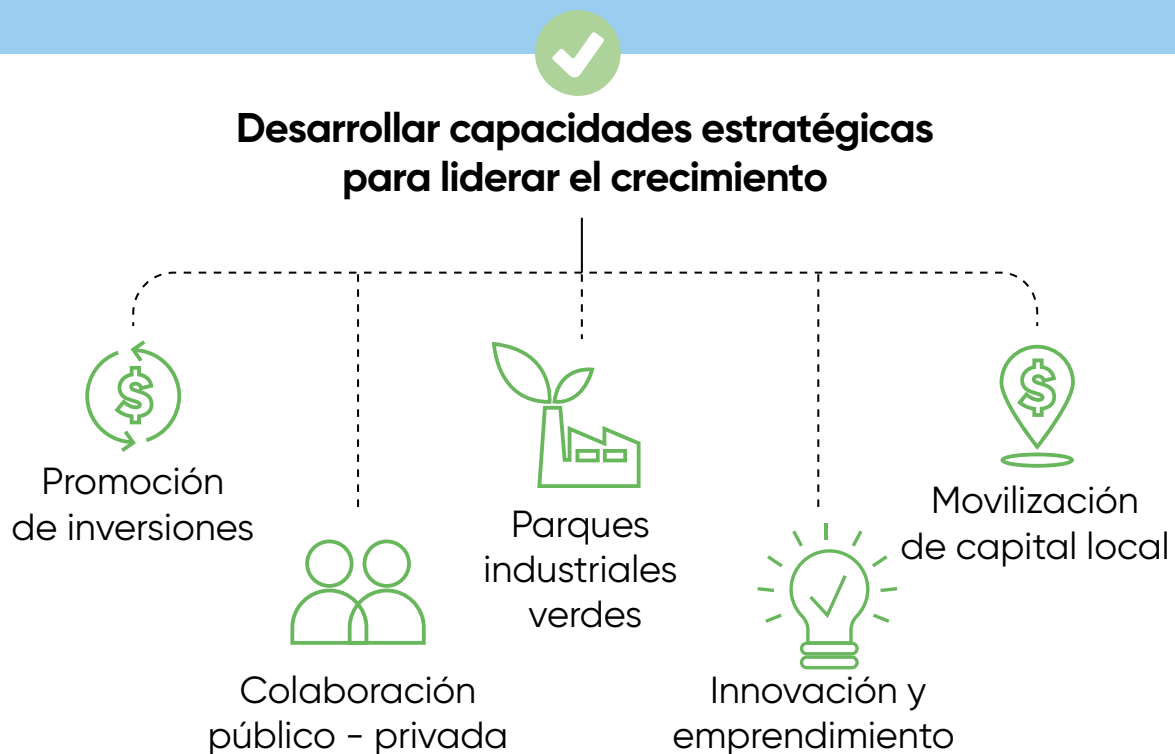 Desarrollar capacidades estratégicas
para liderar el crecimiento
$
Promoción
de inversiones
Colaboración
público - privada
Parques
industriales
verdes
Innovación y
emprendimiento
$
Movilización
de capital local